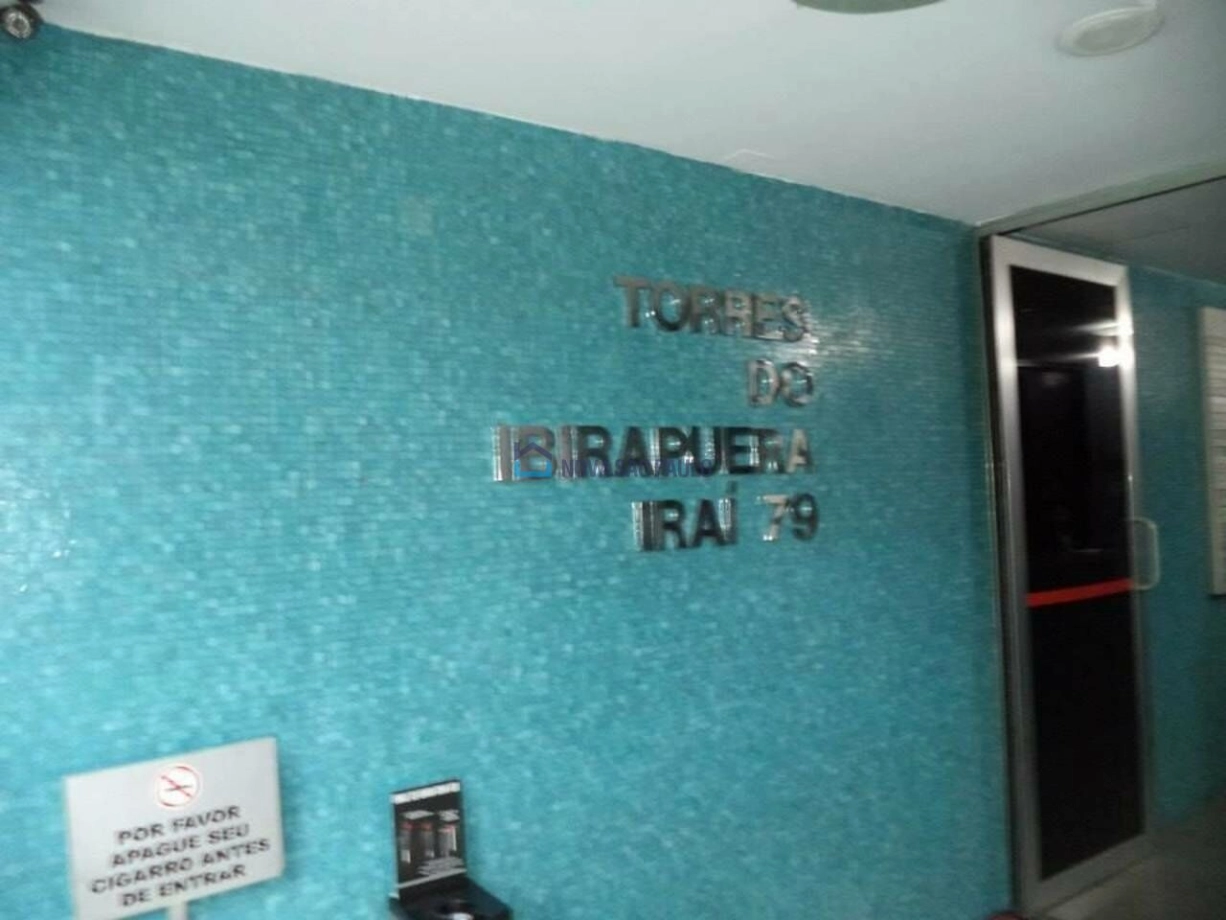 TORRES
DO
IBIRAPUERA
IRAÍ 79
POR FAVOR
APAGUE SEU
CIGARRO ANTES
DE ENTRAR